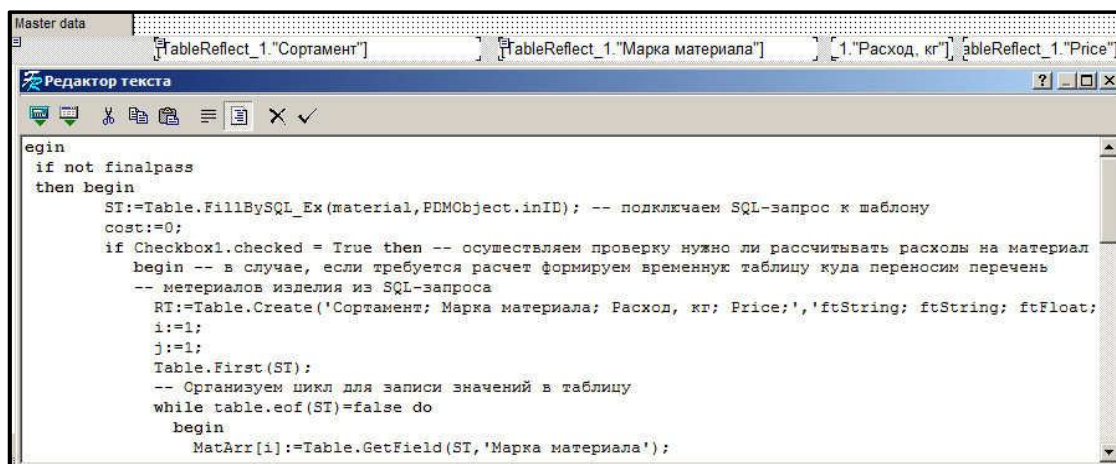 Master data
TableReflect_1."Сортамент"] TableReflect_1."Марка материала"] [_1."Расход, кг"] ableReflect_1."Price"]
Редактор текста
egin
if not finalpass
then begin
ST:=Table.FillBySQL_Ex(material,PDMObject.inID); -- подключаем SQL-запрос к шаблону
cost:=0;
if Checkbox1.checked = True then -- осуществляем проверку нужно ли рассчитывать расходы на материал
begin -- в случае, если требуется расчет формируем временную таблицу куда переносим перечень
-- метериалов изделия из SQL-запроса
RT:=Table.Create('Сортамент; Марка материала; Расход, кг; Price;','ftString; ftString; ftFloat;
i:=1;
j:=1;
Table.First(ST);
-- Организуем цикл для записи значений в таблицу
while table.eof(ST)=false do
begin
MatArr[i]:=Table.GetField(ST,'Марка материала');